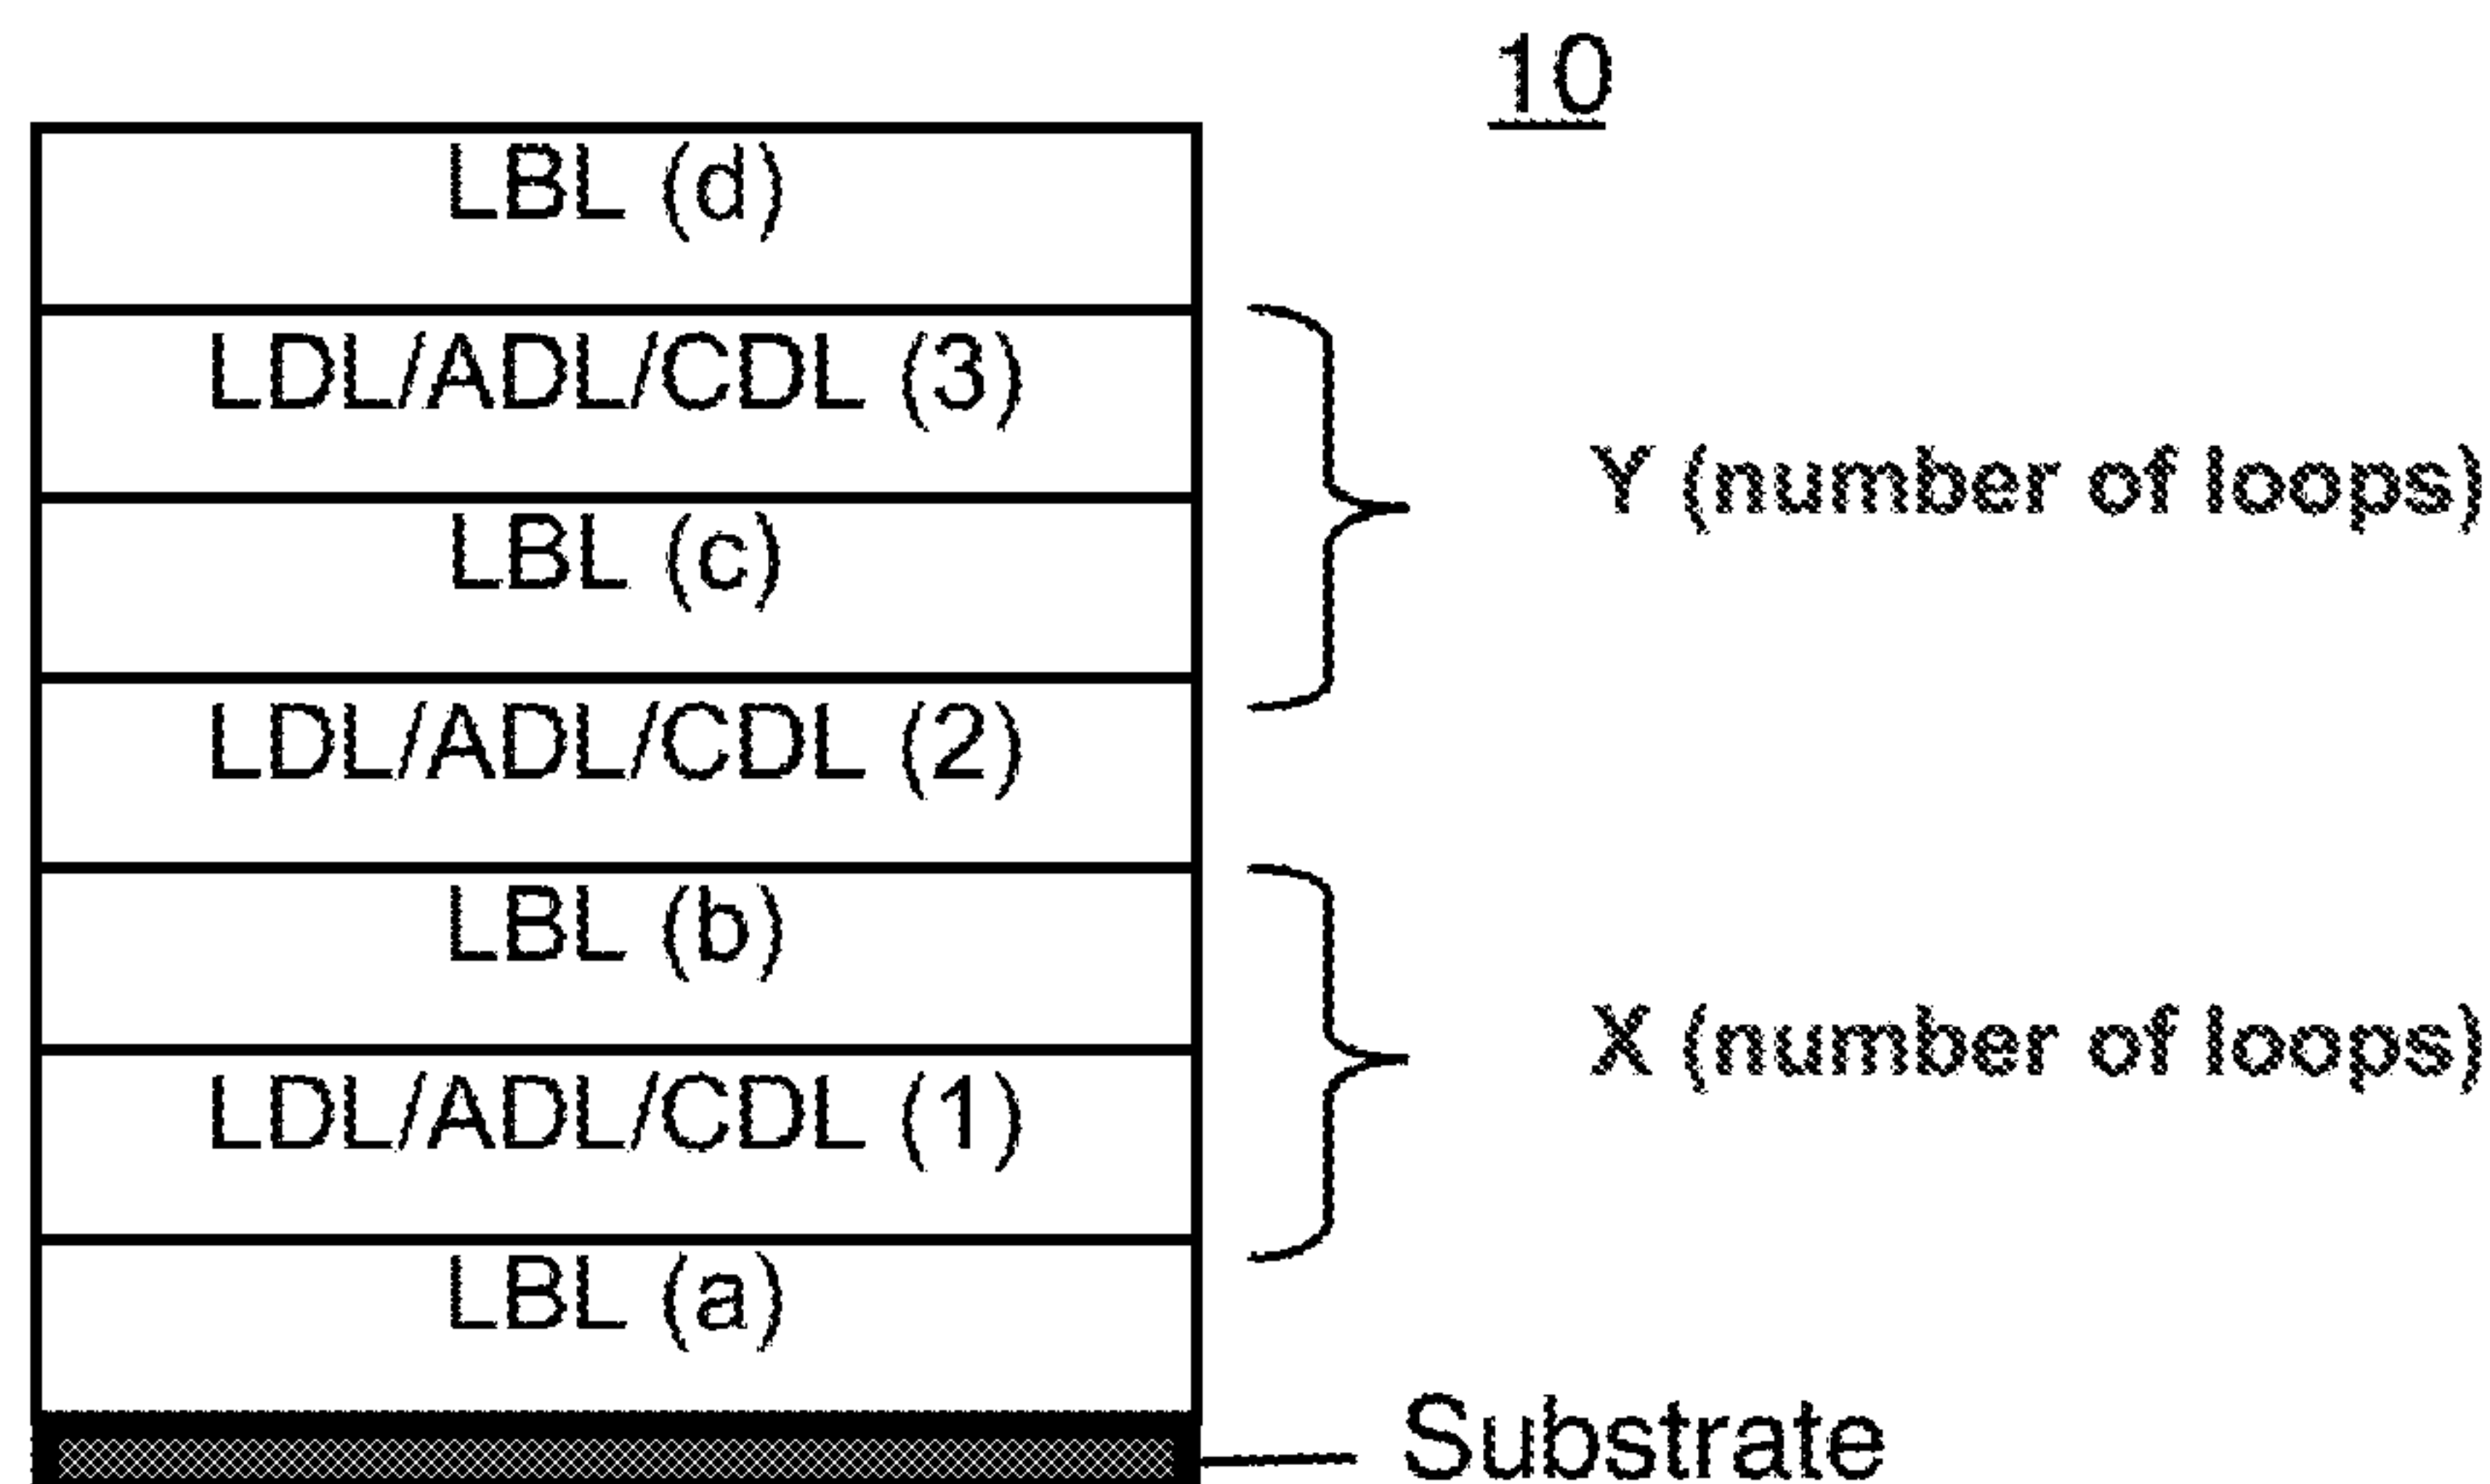 10
LBL (d)
LDL/ADL/CDL (3)
Y (number of loops)
LBL (c)
LDL/ADL/CDL (2)
LBL (b)
X (number of loops)
LDL/ADL/CDL (1)
LBL (a)
Substrate